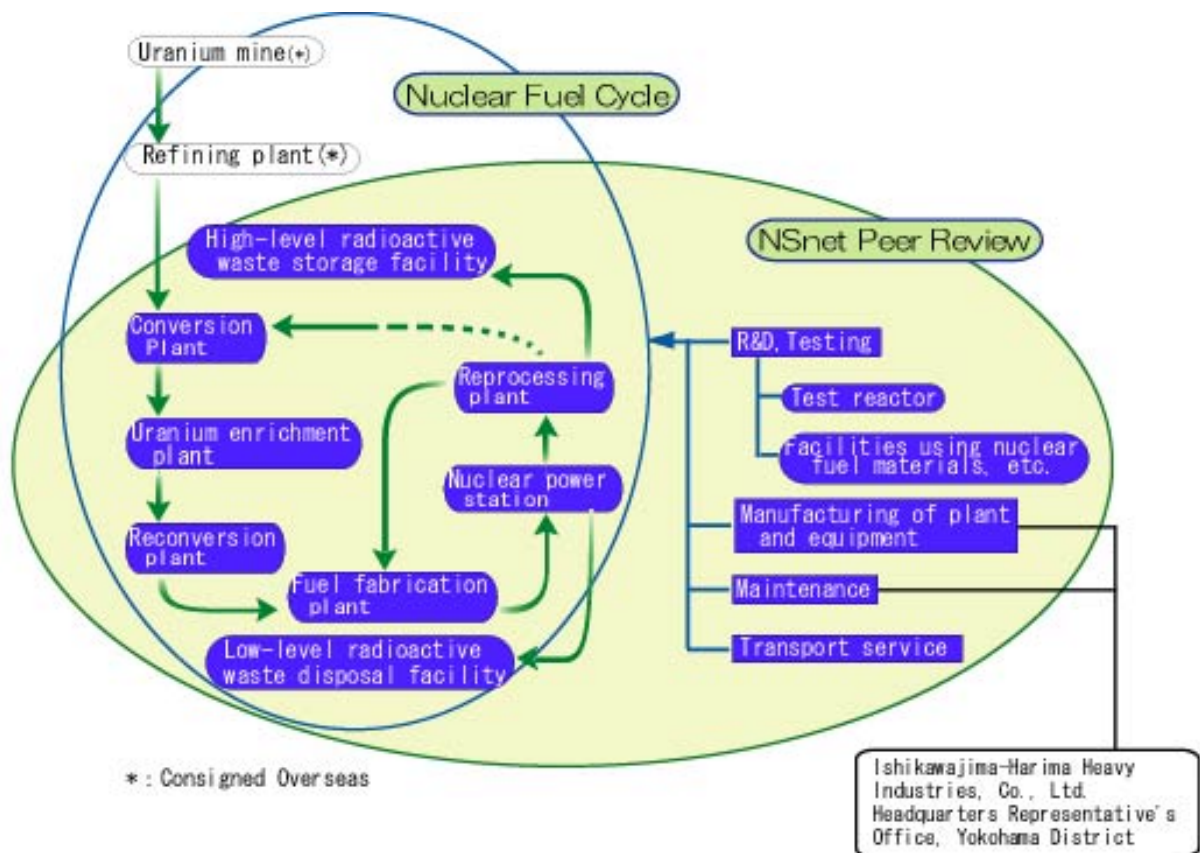 Uranium mine(*)
Nuclear Fuel Cycle
Refining plant(*)
High-level radioactive
waste storage facility
NSnet Peer Review
Conversion
Plant
R&D, Testing
Reprocessing
plant
Test reactor
Uranium enrichment
plant
Facilities using nuclear
fuel materials, etc.
Nuclear power
station
Reconversion
plant
Manufacturing of plant
and equipment
Fuel fabrication
plant
Maintenance
Low-level radioactive
waste disposal facility
Transport service
*: Consigned Overseas
Ishikawajima-Harima Heavy
Industries, Co., Ltd.
Headquarters Representative's
Office, Yokohama District